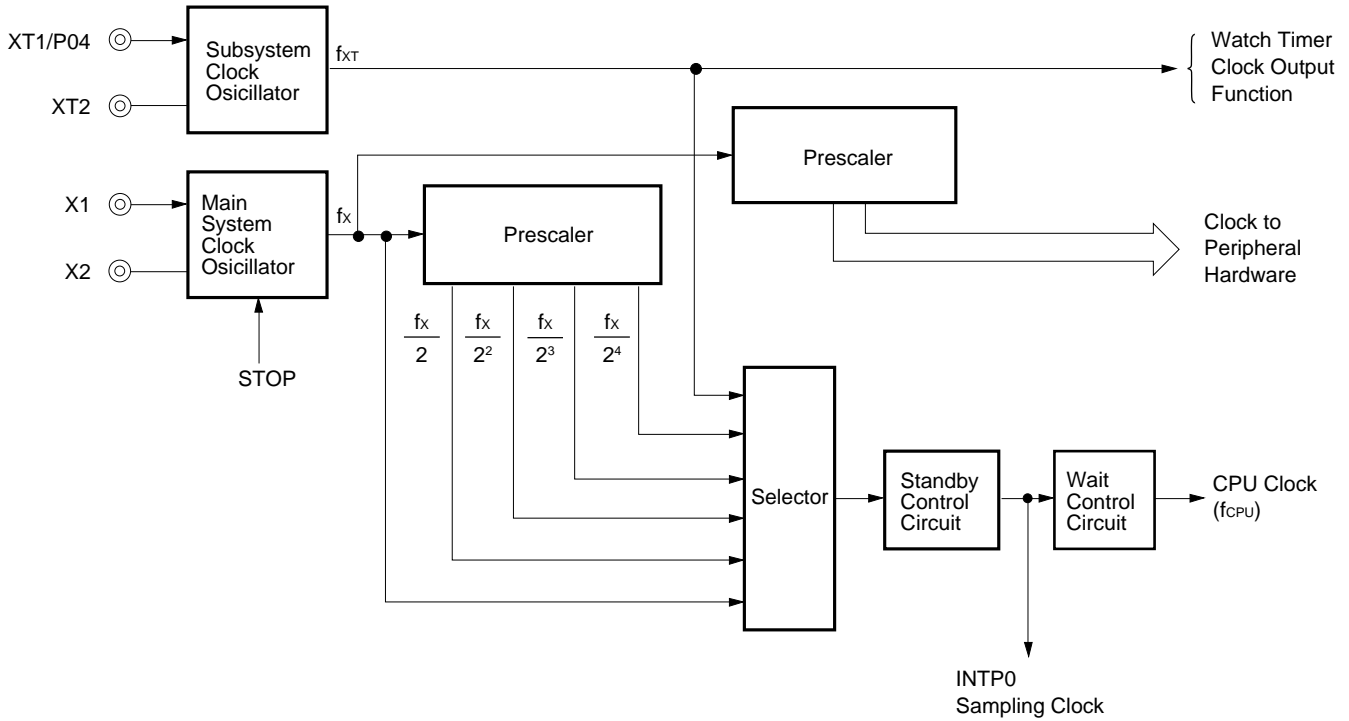 XT1/P04
XT2
Subsystem
Clock
Osicillator
fXT
Watch Timer
Clock Output
Function
Prescaler
X1
X2
Main
System
Clock
Osicillator
fX
Prescaler
Clock to
Peripheral
Hardware
STOP
fX
2
fX
2²
fX
2³
fX
2⁴
Selector
Standby
Control
Circuit
Wait
Control
Circuit
CPU Clock
(fCPU)
INTP0
Sampling Clock